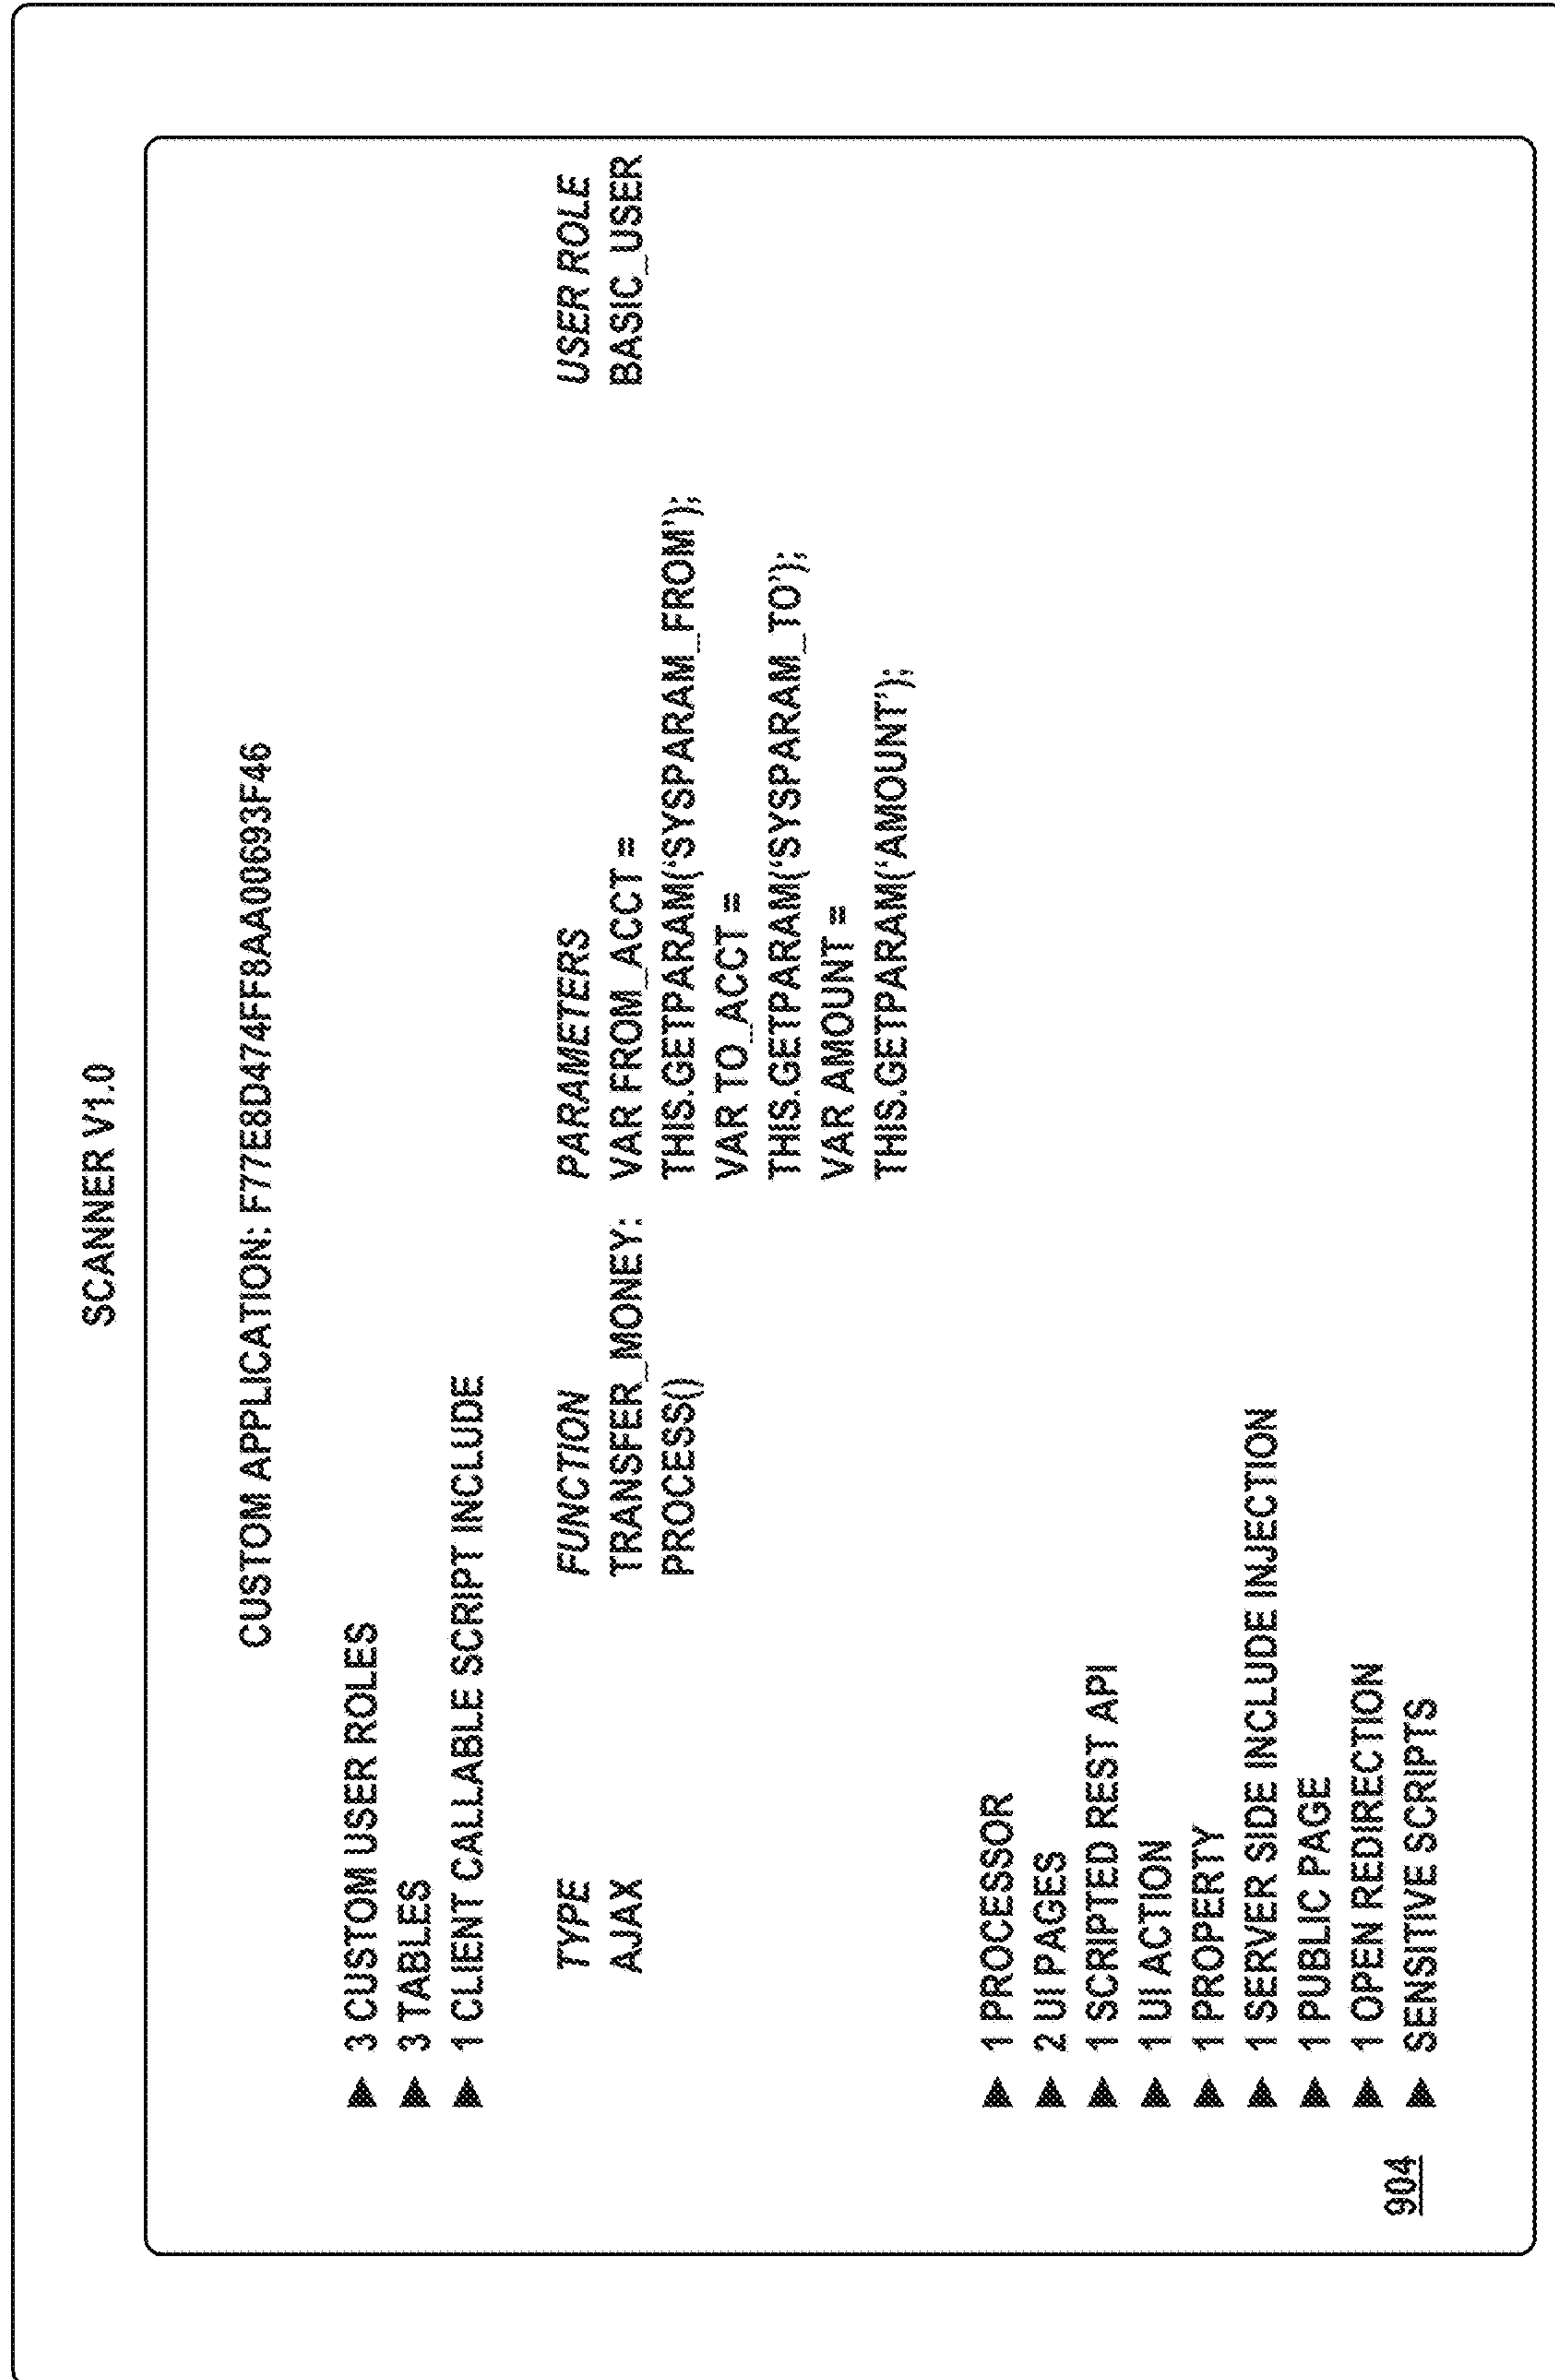 SCANNER V1.0
CUSTOM APPLICATION: F77E8D474FF8AA00693F46
▶ 3 CUSTOM USER ROLES
▶ 3 TABLES
▶ 1 CLIENT CALLABLE SCRIPT INCLUDE
TYPE FUNCTION PARAMETERS USER ROLE
AJAX TRANSFER_MONEY: VAR FROM_ACCT = BASIC_USER
PROCESS() THIS.GETPARAM('SYSPARAM_FROM');
VAR TO_ACCT =
THIS.GETPARAM('SYSPARAM_TO');
VAR AMOUNT =
THIS.GETPARAM('AMOUNT');
▶ 1 PROCESSOR
▶ 2 UI PAGES
▶ 1 SCRIPTED REST API
▶ 1 UI ACTION
▶ 1 PROPERTY
▶ 1 SERVER SIDE INCLUDE INJECTION
▶ 1 PUBLIC PAGE
▶ 1 OPEN REDIRECTION
▶ SENSITIVE SCRIPTS
904